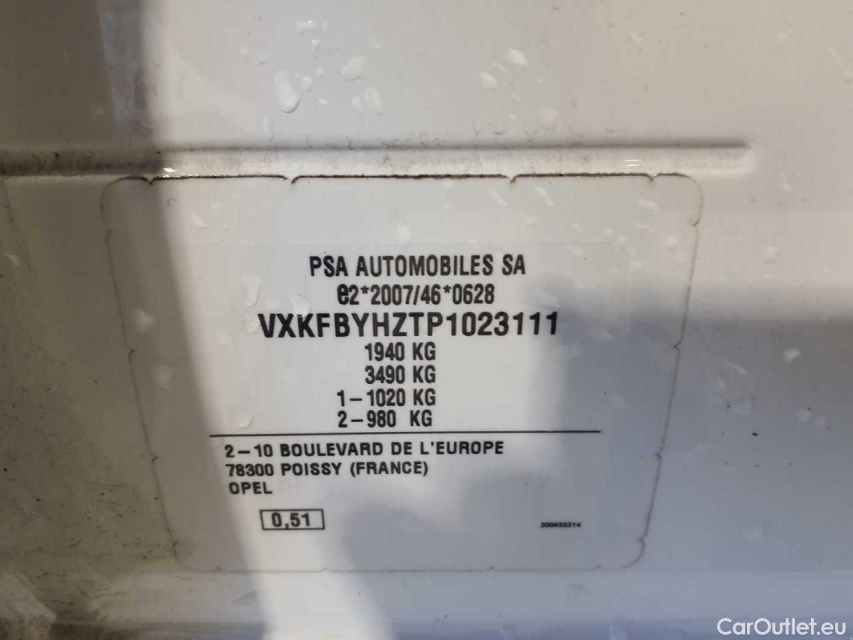 PSA AUTOMOBILES SA
e2*2007/46*0628
VXKFBYHZTP1023111
1940 KG
3490 KG
1-1020 KG
2-980 KG
2-10 BOULEVARD DE L'EUROPE
78300 POISSY (FRANCE)
OPEL
0,51
CarOutlet.eu